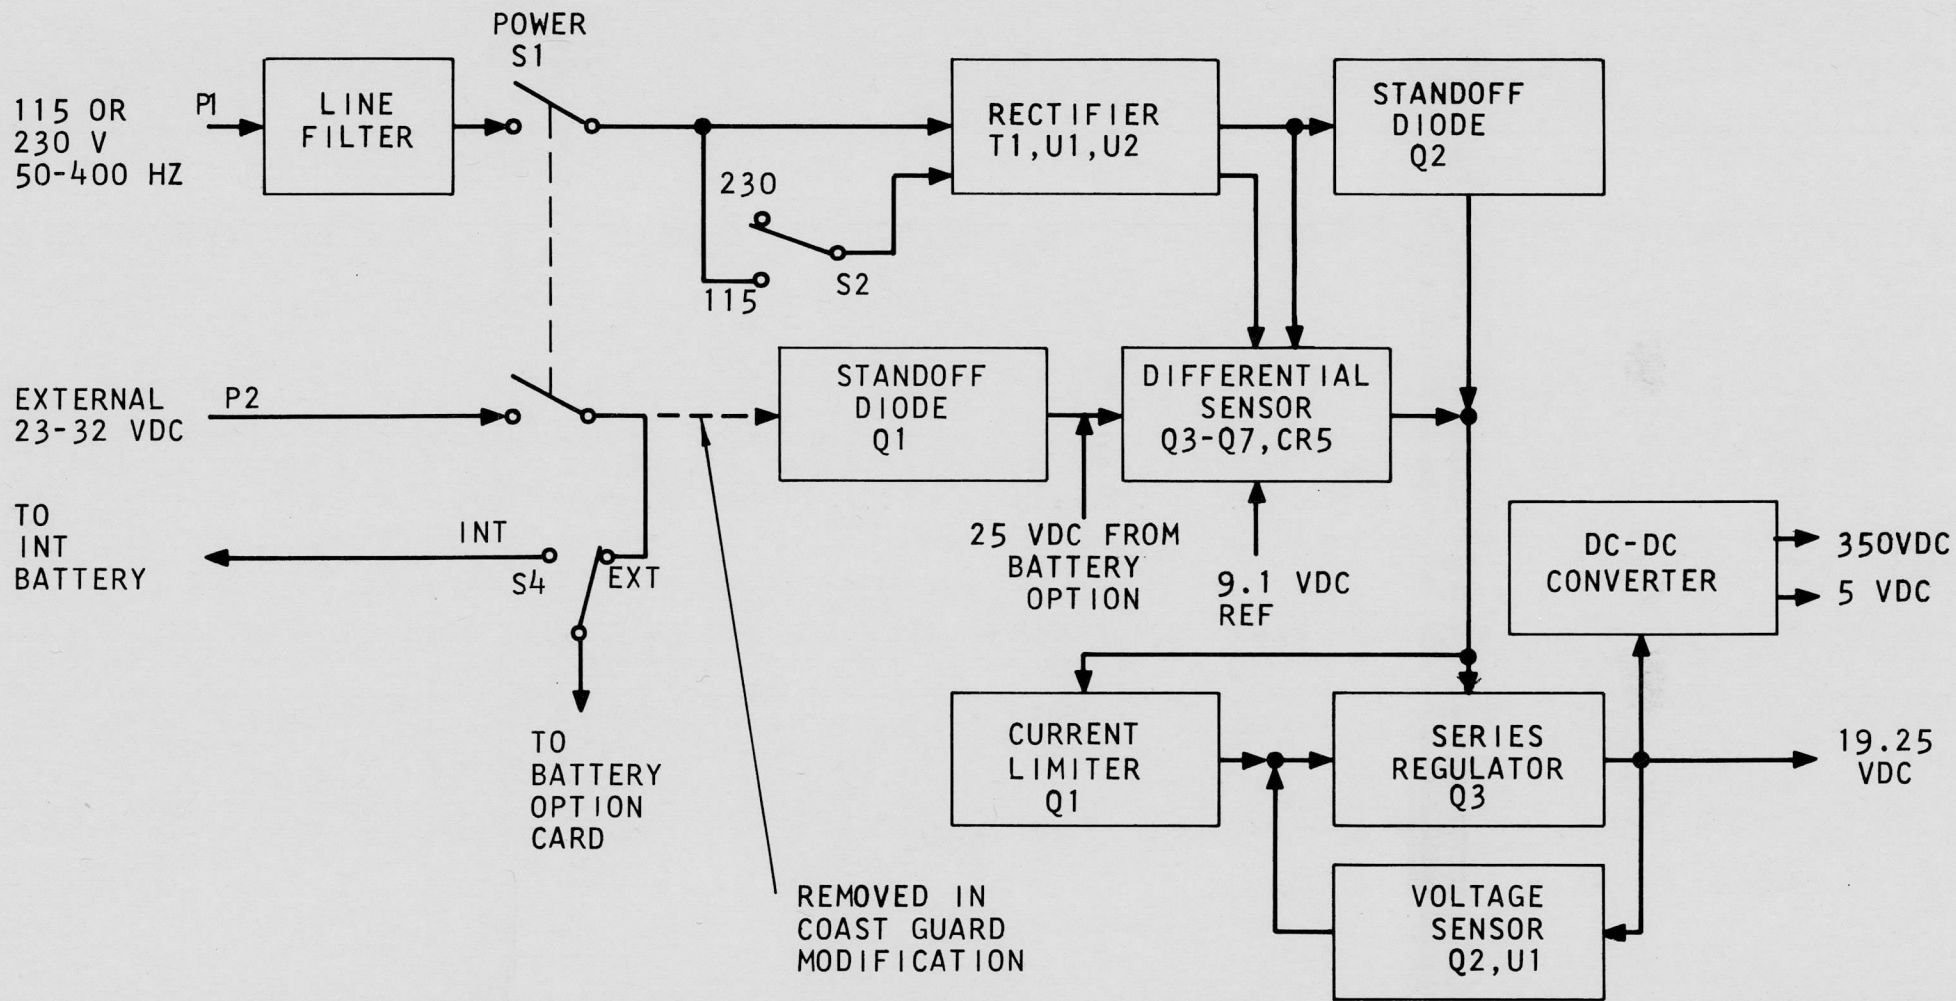 POWER
S1
115 OR
230 V
50-400 HZ
P1
LINE
FILTER
RECTIFIER
T1,U1,U2
STANDOFF
DIODE
Q2
230
115
S2
EXTERNAL
23-32 VDC
P2
STANDOFF
DIODE
Q1
DIFFERENTIAL
SENSOR
Q3-Q7,CR5
TO
INT
BATTERY
INT
S4
EXT
25 VDC FROM
BATTERY
OPTION
9.1 VDC
REF
DC-DC
CONVERTER
350VDC
5 VDC
TO
BATTERY
OPTION
CARD
CURRENT
LIMITER
Q1
SERIES
REGULATOR
Q3
19.25
VDC
REMOVED IN
COAST GUARD
MODIFICATION
VOLTAGE
SENSOR
Q2,U1